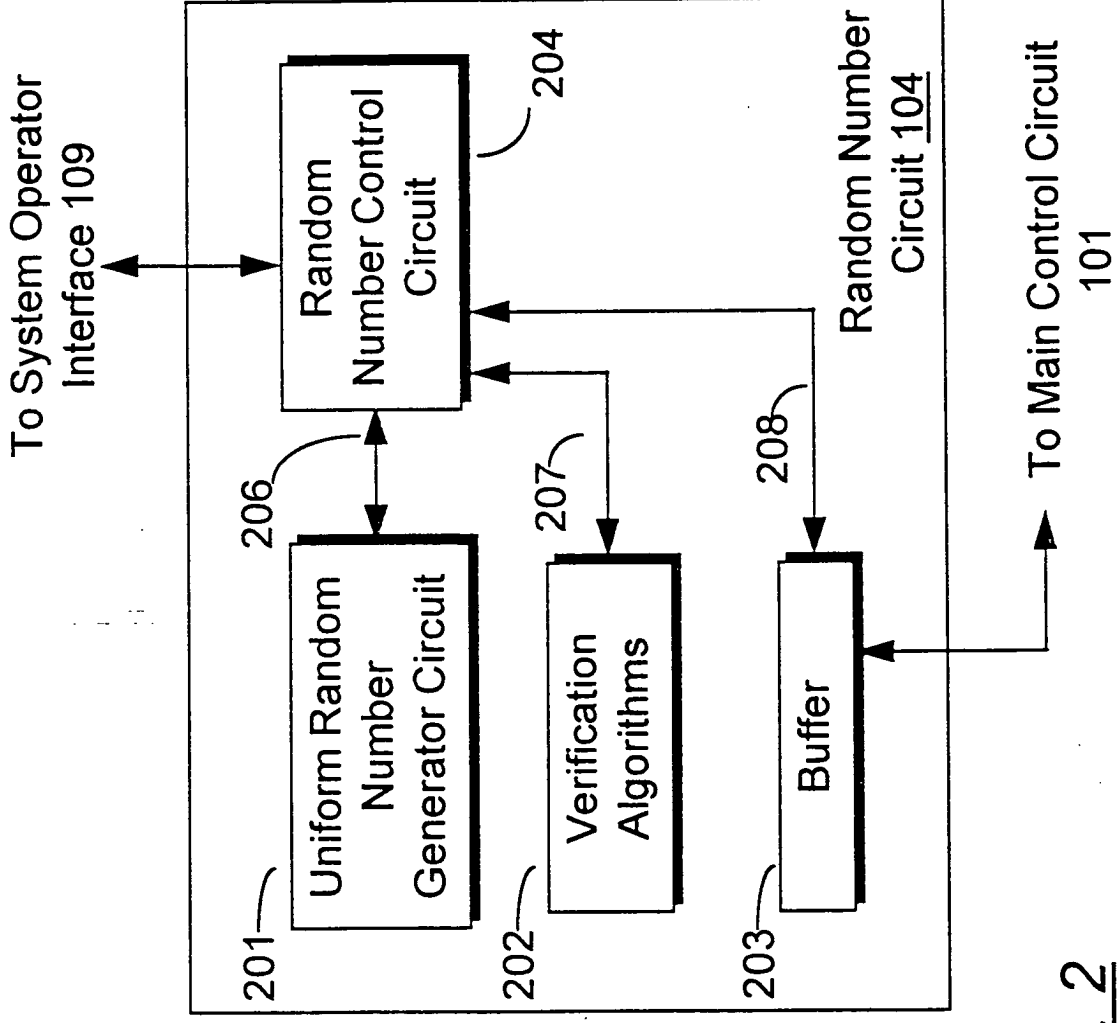 To System Operator
Interface 109
Uniform Random
Number
Generator Circuit
201
206
Random
Number Control
Circuit
204
Verification
Algorithms
202
207
Buffer
203
208
Random Number
Circuit 104
To Main Control Circuit
101
2